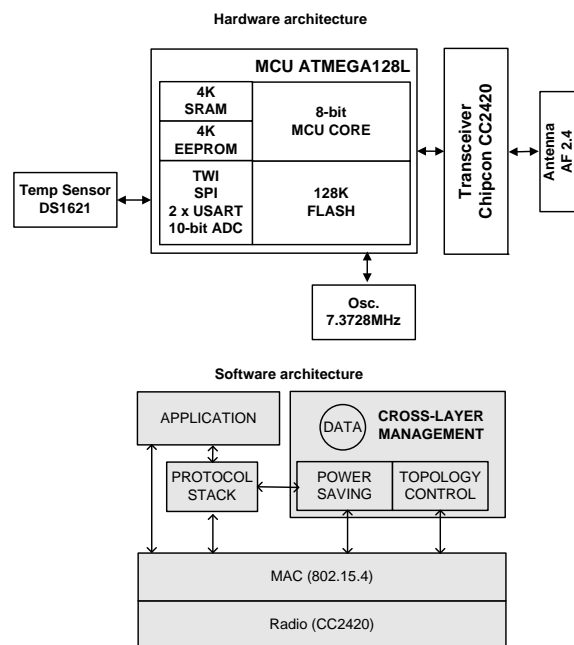 Hardware architecture
MCU ATMEGA128L
4K
SRAM
8-bit
MCU CORE
4K
EEPROM
TWI
SPI
2 x USART
10-bit ADC
128K
FLASH
Temp Sensor
DS1621
Transceiver
Chipcon CC2420
Antenna
AF 2.4
Osc.
7.3728MHz
Software architecture
APPLICATION
DATA
CROSS-LAYER
MANAGEMENT
PROTOCOL
STACK
POWER
SAVING
TOPOLOGY
CONTROL
MAC (802.15.4)
Radio (CC2420)